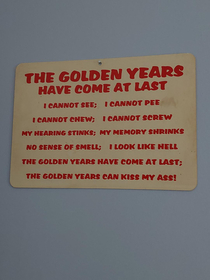 THE GOLDEN YEARS
HAVE COME AT LAST
I CANNOT SEE; I CANNOT PEE
I CANNOT CHEW; I CANNOT SCREW
MY HEARING STINKS; MY MEMORY SHRINKS
NO SENSE OF SMELL; I LOOK LIKE HELL
THE GOLDEN YEARS HAVE COME AT LAST;
THE GOLDEN YEARS CAN KISS MY ASS!